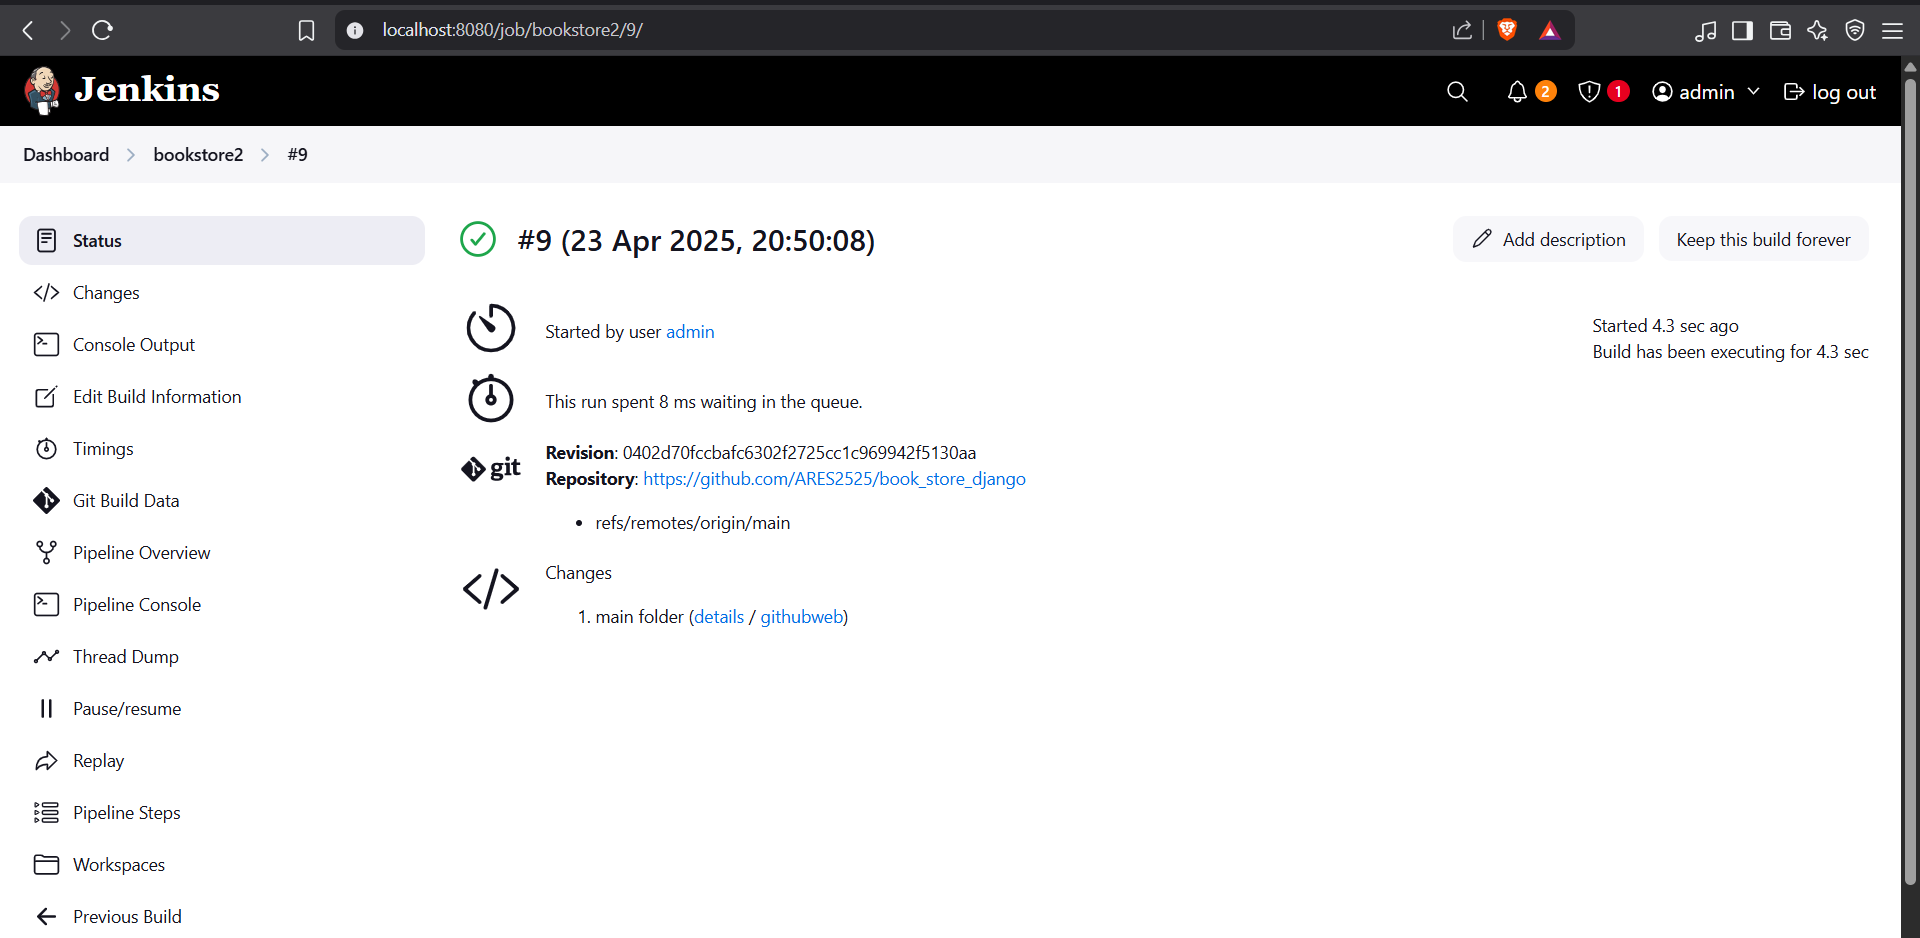 localhost:8080/job/bookstore2/9/
Jenkins
2
1
admin
log out
Dashboard
bookstore2
#9
Status
Changes
Console Output
Edit Build Information
Timings
Git Build Data
Pipeline Overview
Pipeline Console
Thread Dump
Pause/resume
Replay
Pipeline Steps
Workspaces
Previous Build
#9 (23 Apr 2025, 20:50:08)
Add description
Keep this build forever
Started by user admin
Started 4.3 sec ago
Build has been executing for 4.3 sec
This run spent 8 ms waiting in the queue.
git
Revision: 0402d70fccbafc6302f2725cc1c969942f5130aa
Repository: https://github.com/ARES2525/book_store_django
• refs/remotes/origin/main
Changes
1. main folder (details / githubweb)